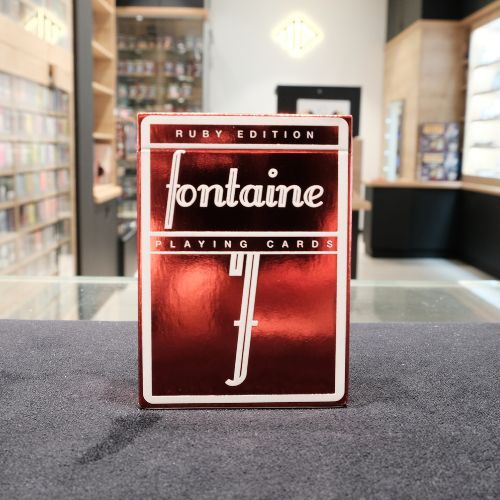 RUBY EDITION
fontaine
PLAYING CARDS
f